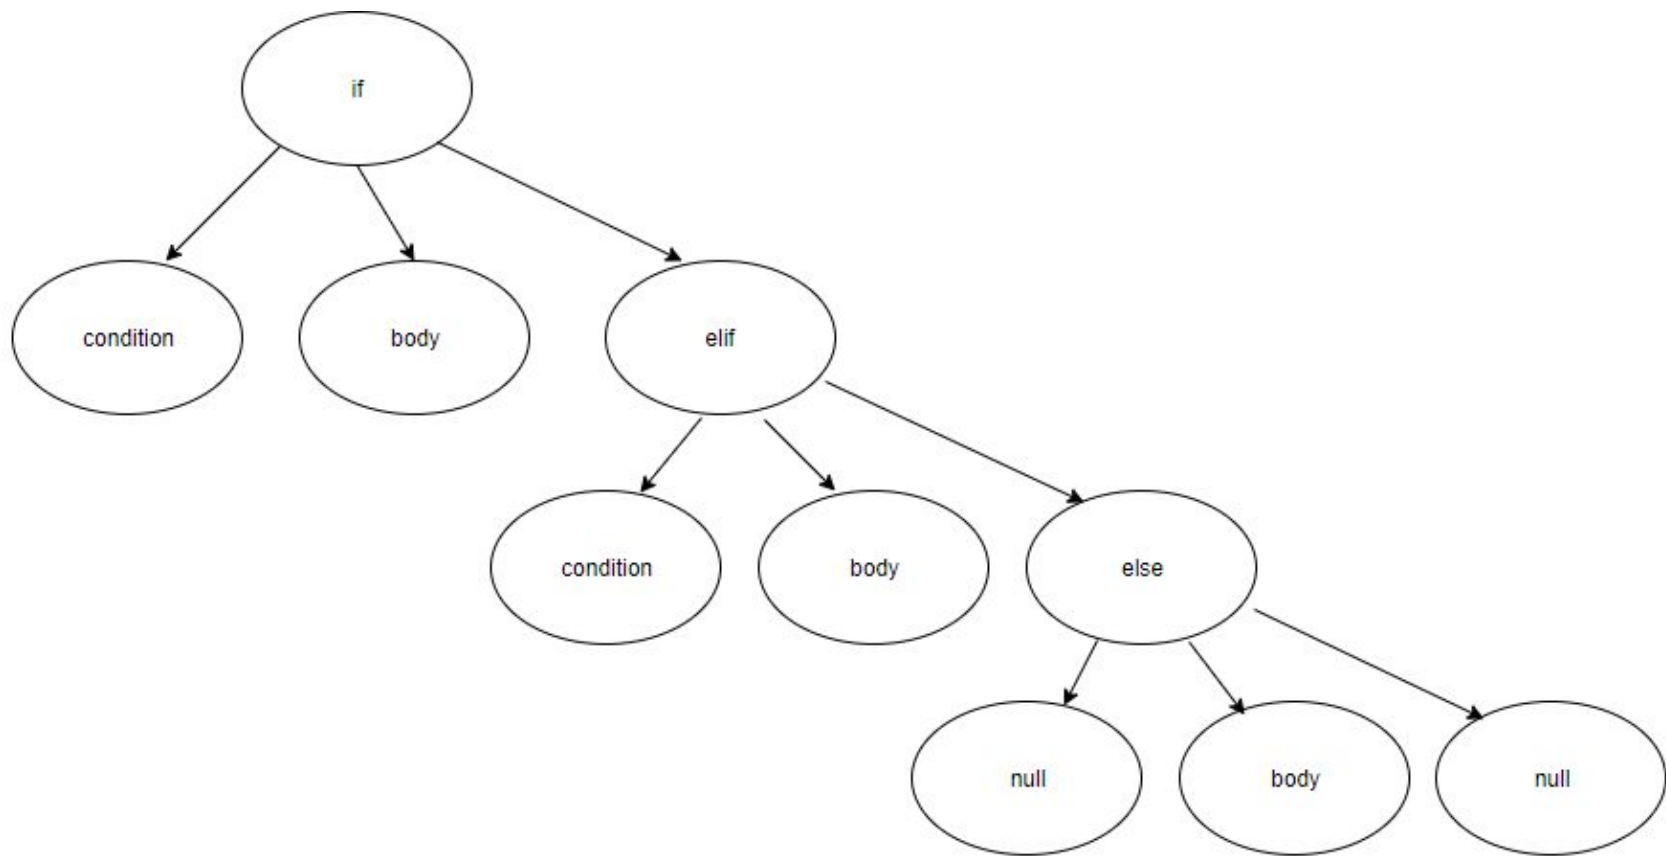 if
condition
body
elif
condition
body
else
null
body
null